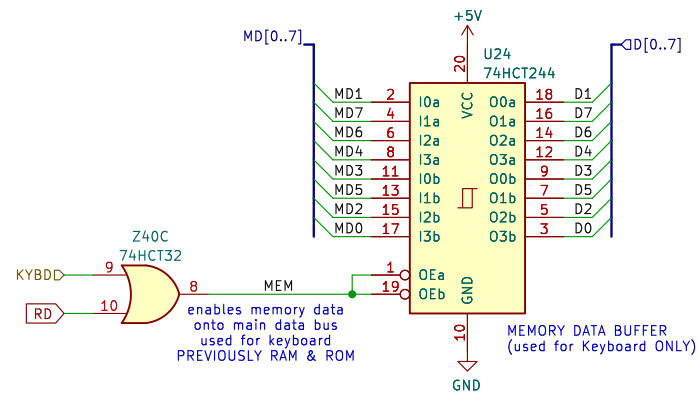 +5V
MD[0..7]
D[0..7]
U24
74HCT244
20
VCC
MD1 2 I0a O0a 18 D1
MD7 4 I1a O1a 16 D7
MD6 6 I2a O2a 14 D6
MD4 8 I3a O3a 12 D4
MD3 11 I0b O0b 9 D3
MD5 13 I1b O1b 7 D5
MD2 15 I2b O2b 5 D2
MD0 17 I3b O3b 3 D0
Z40C
74HCT32
KYBD 9
RD 10
8 MEM
1 OEa
19 OEb
GND
10
GND
enables memory data
onto main data bus
used for keyboard
PREVIOUSLY RAM & ROM
MEMORY DATA BUFFER
(used for Keyboard ONLY)